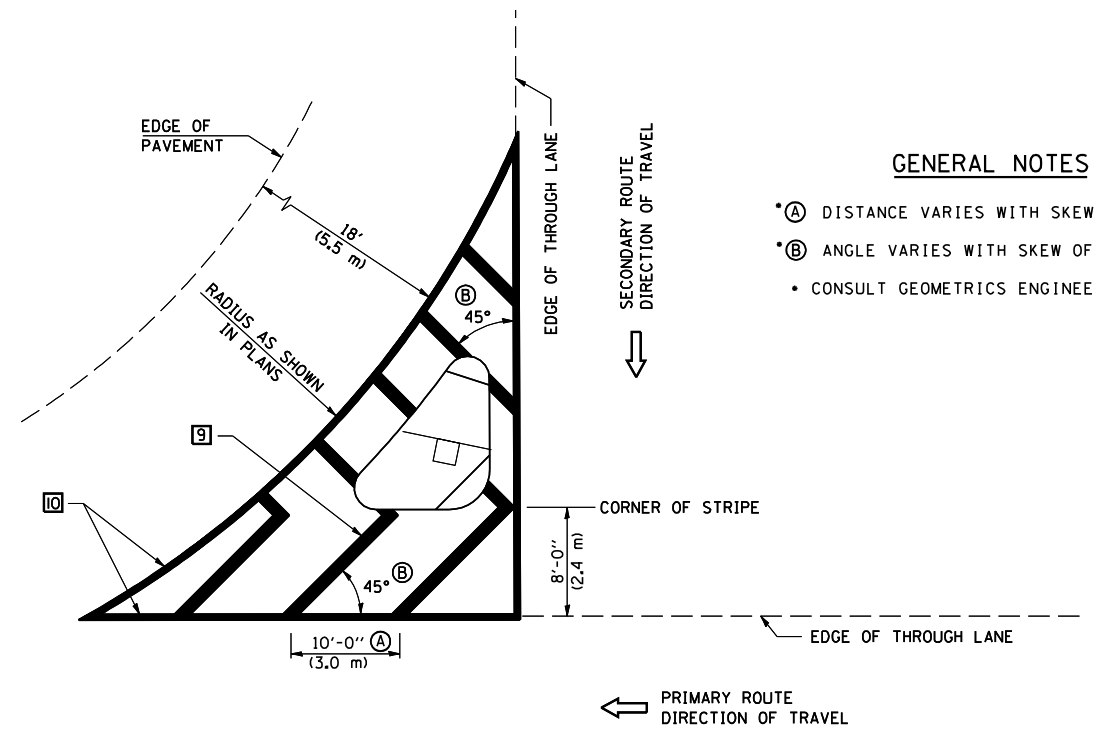 EDGE OF
PAVEMENT
18'
(5.5 m)
RADIUS AS SHOWN
IN PLANS
9
10
B
45°
EDGE OF THROUGH LANE
SECONDARY ROUTE
DIRECTION OF TRAVEL
GENERAL NOTES
*A DISTANCE VARIES WITH SKEW
*B ANGLE VARIES WITH SKEW OF
• CONSULT GEOMETRICS ENGINEE
CORNER OF STRIPE
8'-0"
(2.4 m)
45° B
10'-0" A
(3.0 m)
EDGE OF THROUGH LANE
PRIMARY ROUTE
DIRECTION OF TRAVEL